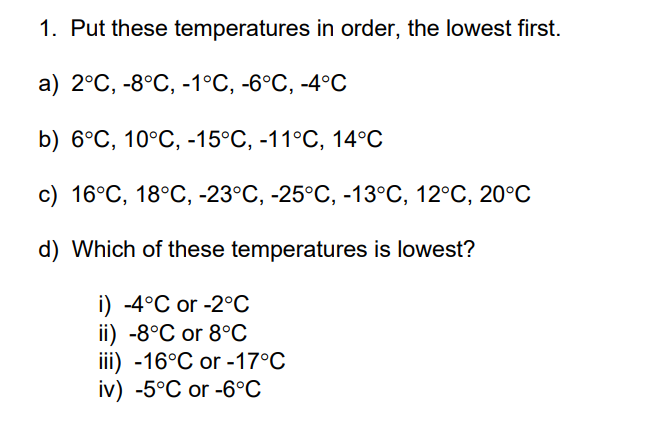 1. Put these temperatures in order, the lowest first.
a) 2°C, -8°C, -1°C, -6°C, -4°C
b) 6°C, 10°C, -15°C, -11°C, 14°C
c) 16°C, 18°C, -23°C, -25°C, -13°C, 12°C, 20°C
d) Which of these temperatures is lowest?
i) -4°C or -2°C
ii) -8°C or 8°C
iii) -16°C or -17°C
iv) -5°C or -6°C